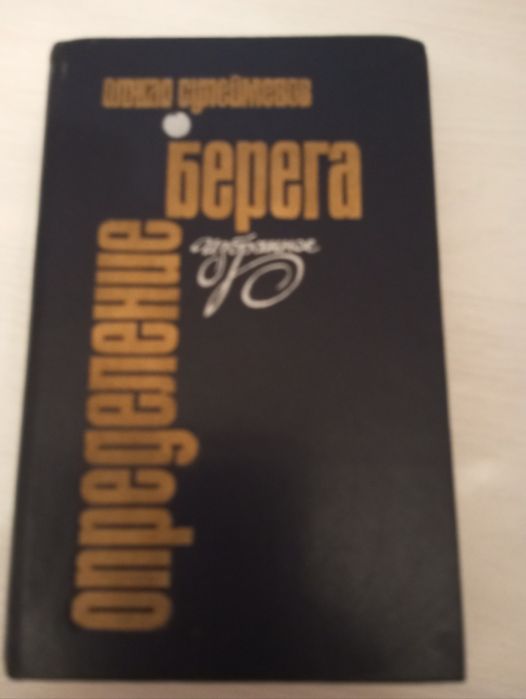 олжас сулейменов
определение
берега
избранное